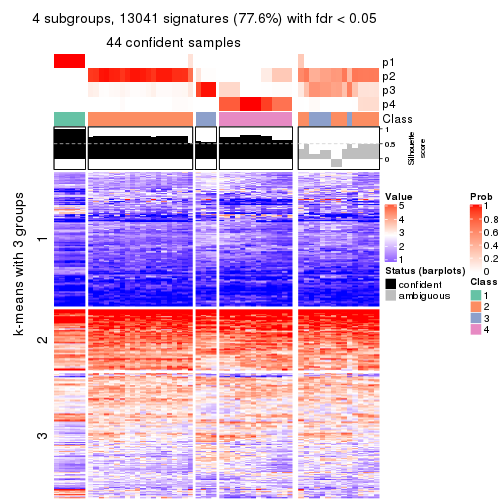 4 subgroups, 13041 signatures (77.6%) with fdr < 0.05
44 confident samples
p1
p2
p3
p4
Class
1
0.5
0
Silhouette
score
k-means with 3 groups
1
2
3
Value
5
4
3
2
1
Status (barplots)
confident
ambiguous
Class
1
2
3
4
Prob
1
0.8
0.6
0.4
0.2
0
Class